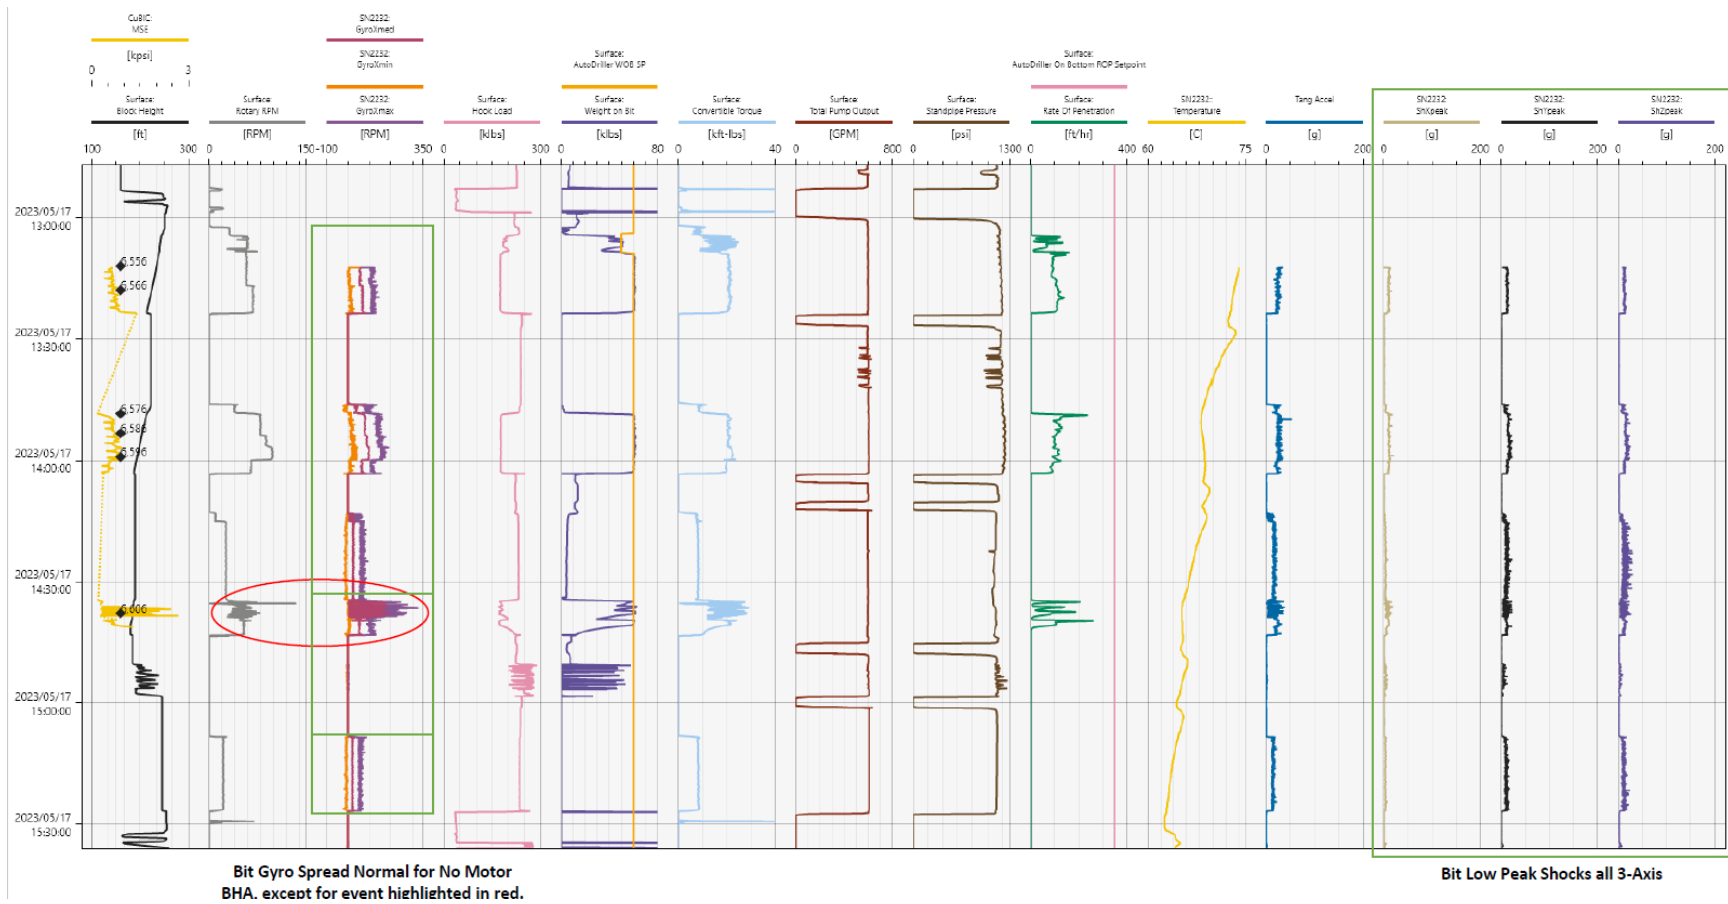 CuBIC:
MSE
[kpsi]
0 3
SN2232:
GyroXmed
SN2232:
GyroXmin
Surface:
AutoDriller WOB SP
Surface:
AutoDriller On Bottom ROP Setpoint
Surface:
Block Height
[ft]
100 300
Surface:
Rotary RPM
[RPM]
0 150
SN2232:
GyroXmax
[RPM]
-100 350
Surface:
Hook Load
[klbs]
0 300
Surface:
Weight on Bit
[klbs]
0 80
Surface:
Convertible Torque
[kft-lbs]
0 40
Surface:
Total Pump Output
[GPM]
0 800
Surface:
Standpipe Pressure
[psi]
0 1300
Surface:
Rate Of Penetration
[ft/hr]
0 400
SN2232:
Temperature
[C]
60 75
Tang Accel
[g]
0 200
SN2232:
ShXpeak
[g]
0 200
SN2232:
ShYpeak
[g]
0 200
SN2232:
ShZpeak
[g]
0 200
2023/05/17
13:00:00
6,556
6,566
2023/05/17
13:30:00
6,576
6,586
6,596
2023/05/17
14:00:00
2023/05/17
14:30:00
6,606
2023/05/17
15:00:00
2023/05/17
15:30:00
Bit Gyro Spread Normal for No Motor
BHA, except for event highlighted in red.
Bit Low Peak Shocks all 3-Axis